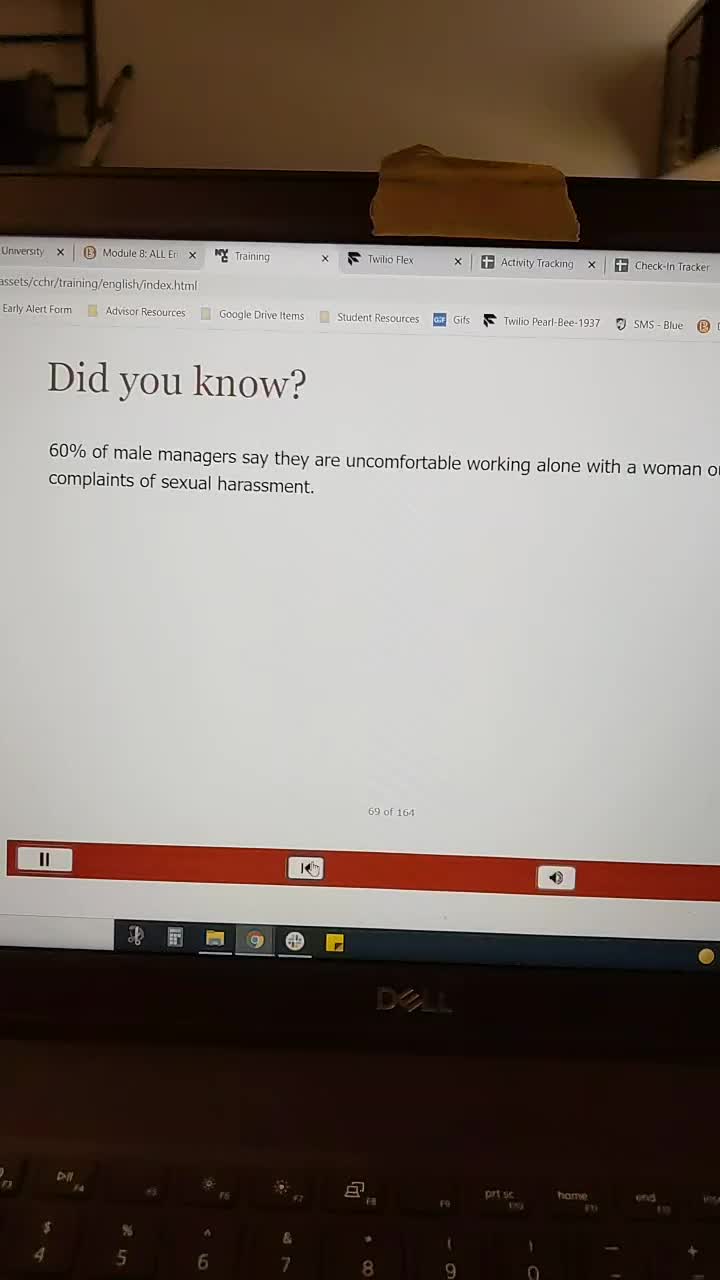 University
Module 8: ALL En
Training
Twilio Flex
Activity Tracking
Check-In Tracker
assets/cchr/training/english/index.html
Early Alert Form
Advisor Resources
Google Drive Items
Student Resources
GIF Gifs
Twilio Pearl-Bee-1937
SMS - Blue
Did you know?
60% of male managers say they are uncomfortable working alone with a woman
complaints of sexual harassment.
69 of 164
DELL
F3
F4
F5
F6
F7
F8
F9
prt sc
F10
home
F11
end
$ % ^ & * ( ) — +
4 5 6 7 8 9 0